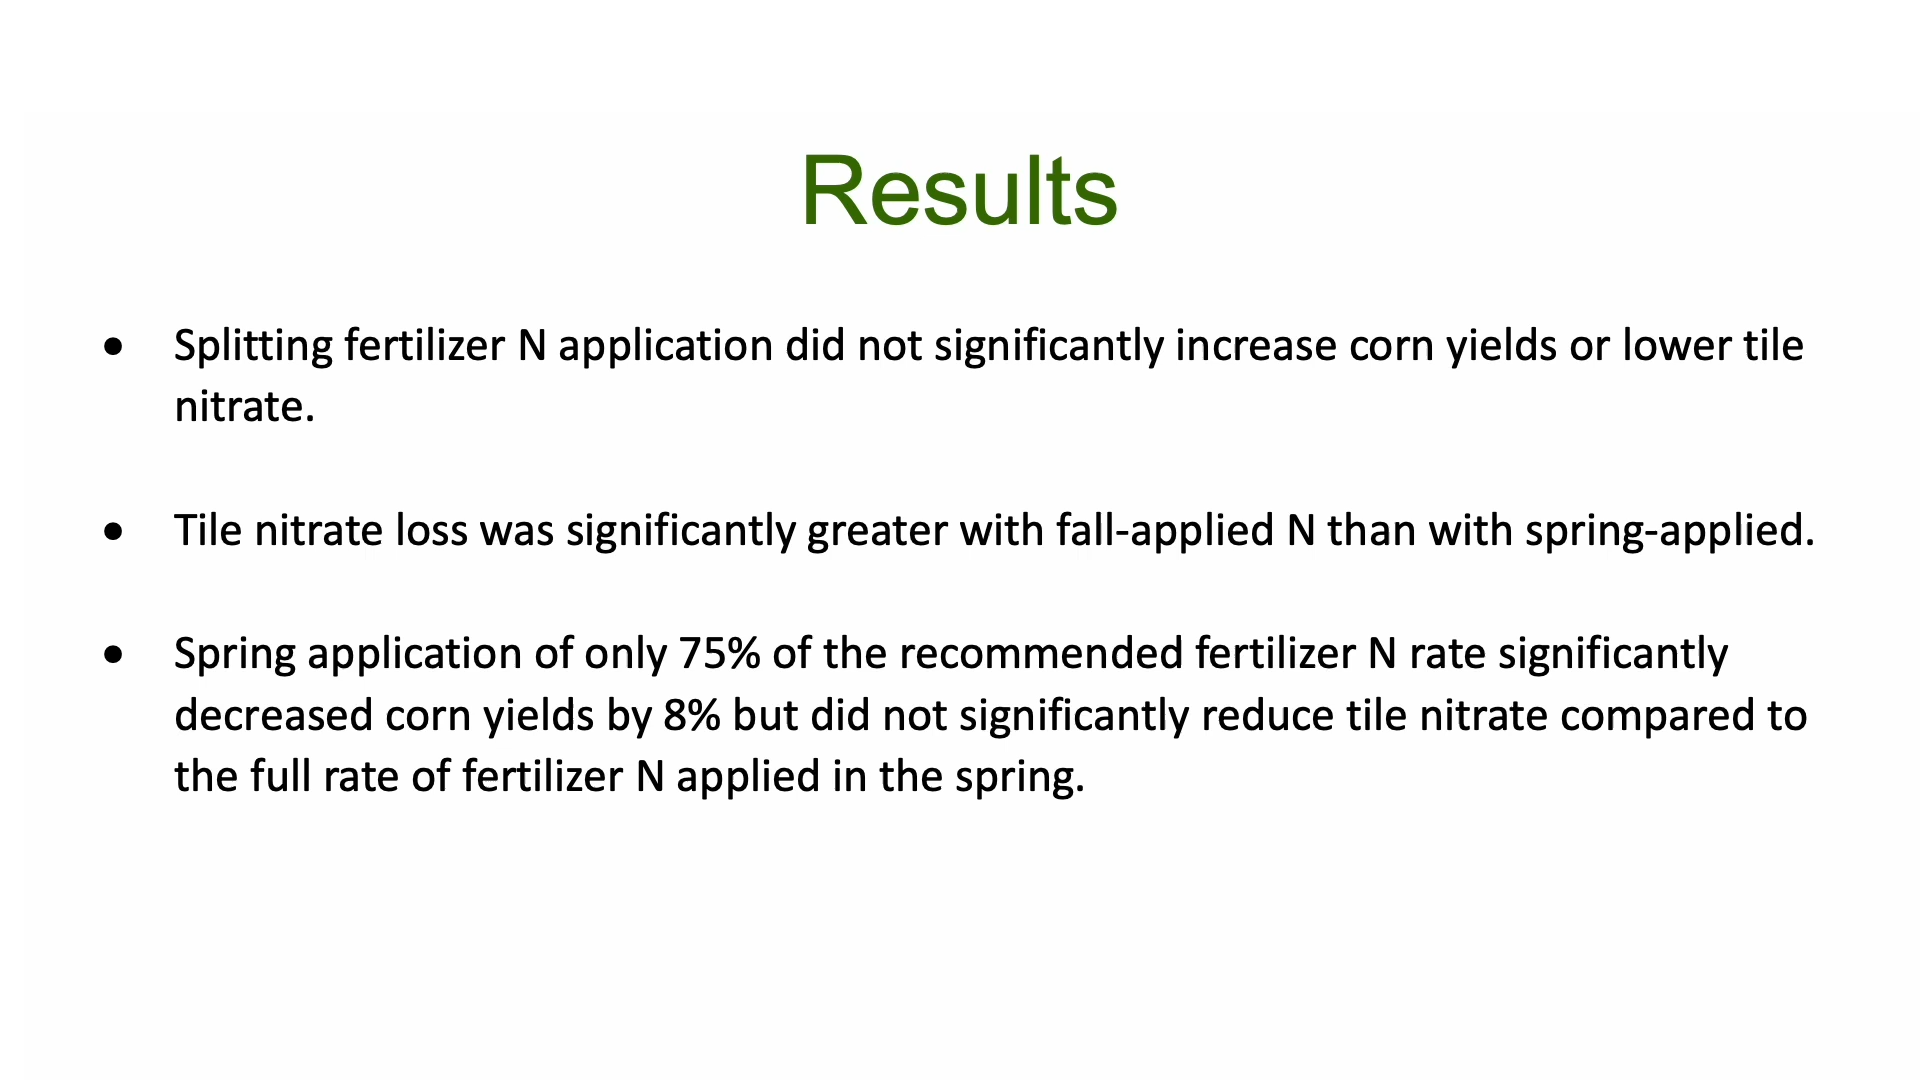 Results
• Splitting fertilizer N application did not significantly increase corn yields or lower tile
nitrate.
• Tile nitrate loss was significantly greater with fall-applied N than with spring-applied.
• Spring application of only 75% of the recommended fertilizer N rate significantly
decreased corn yields by 8% but did not significantly reduce tile nitrate compared to
the full rate of fertilizer N applied in the spring.